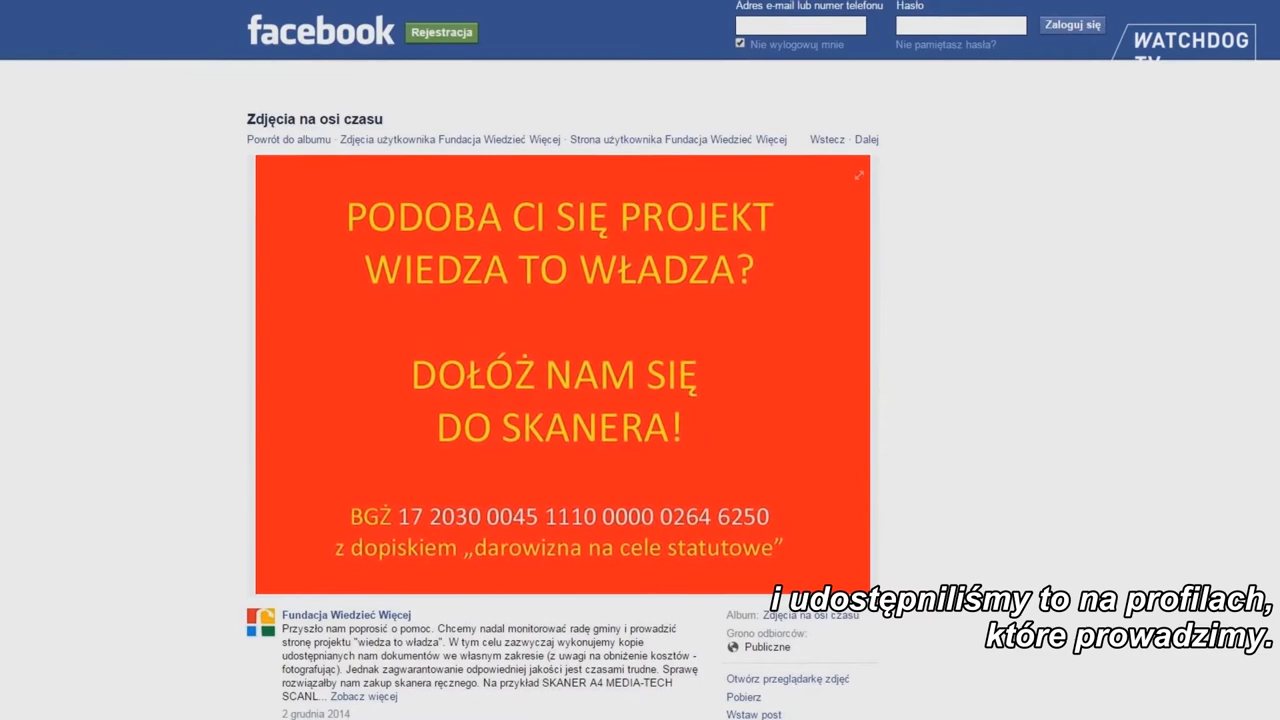 facebook
Rejestracja
Adres e-mail lub numer telefonu
Hasło
Zaloguj się
Nie wylogowuj mnie
Nie pamiętasz hasła?
WATCHDOG
TV
Zdjęcia na osi czasu
Powrót do albumu · Zdjęcia użytkownika Fundacja Wiedzieć Więcej · Strona użytkownika Fundacja Wiedzieć Więcej
Wstecz · Dalej
PODOBA CI SIĘ PROJEKT
WIEDZA TO WŁADZA?
DOŁÓŻ NAM SIĘ
DO SKANERA!
BGŻ 17 2030 0045 1110 0000 0264 6250
z dopiskiem „darowizna na cele statutowe”
Fundacja Wiedzieć Więcej
Przyszło nam poprosić o pomoc. Chcemy nadal monitorować radę gminy i prowadzić
stronę projektu "wiedza to władza". W tym celu zazwyczaj wykonujemy kopie
udostępnianych nam dokumentów we własnym zakresie (z uwagi na obniżenie kosztów -
fotografując). Jednak zagwarantowanie odpowiedniej jakości jest czasami trudne. Sprawę
rozwiązałby nam zakup skanera ręcznego. Na przykład SKANER A4 MEDIA-TECH
SCANL... Zobacz więcej
2 grudnia 2014
Album: Zdjęcia na osi czasu
Grono odbiorców:
Publiczne
Otwórz przeglądarkę zdjęć
Pobierz
Wstaw post
i udostępniliśmy to na profilach,
które prowadzimy.